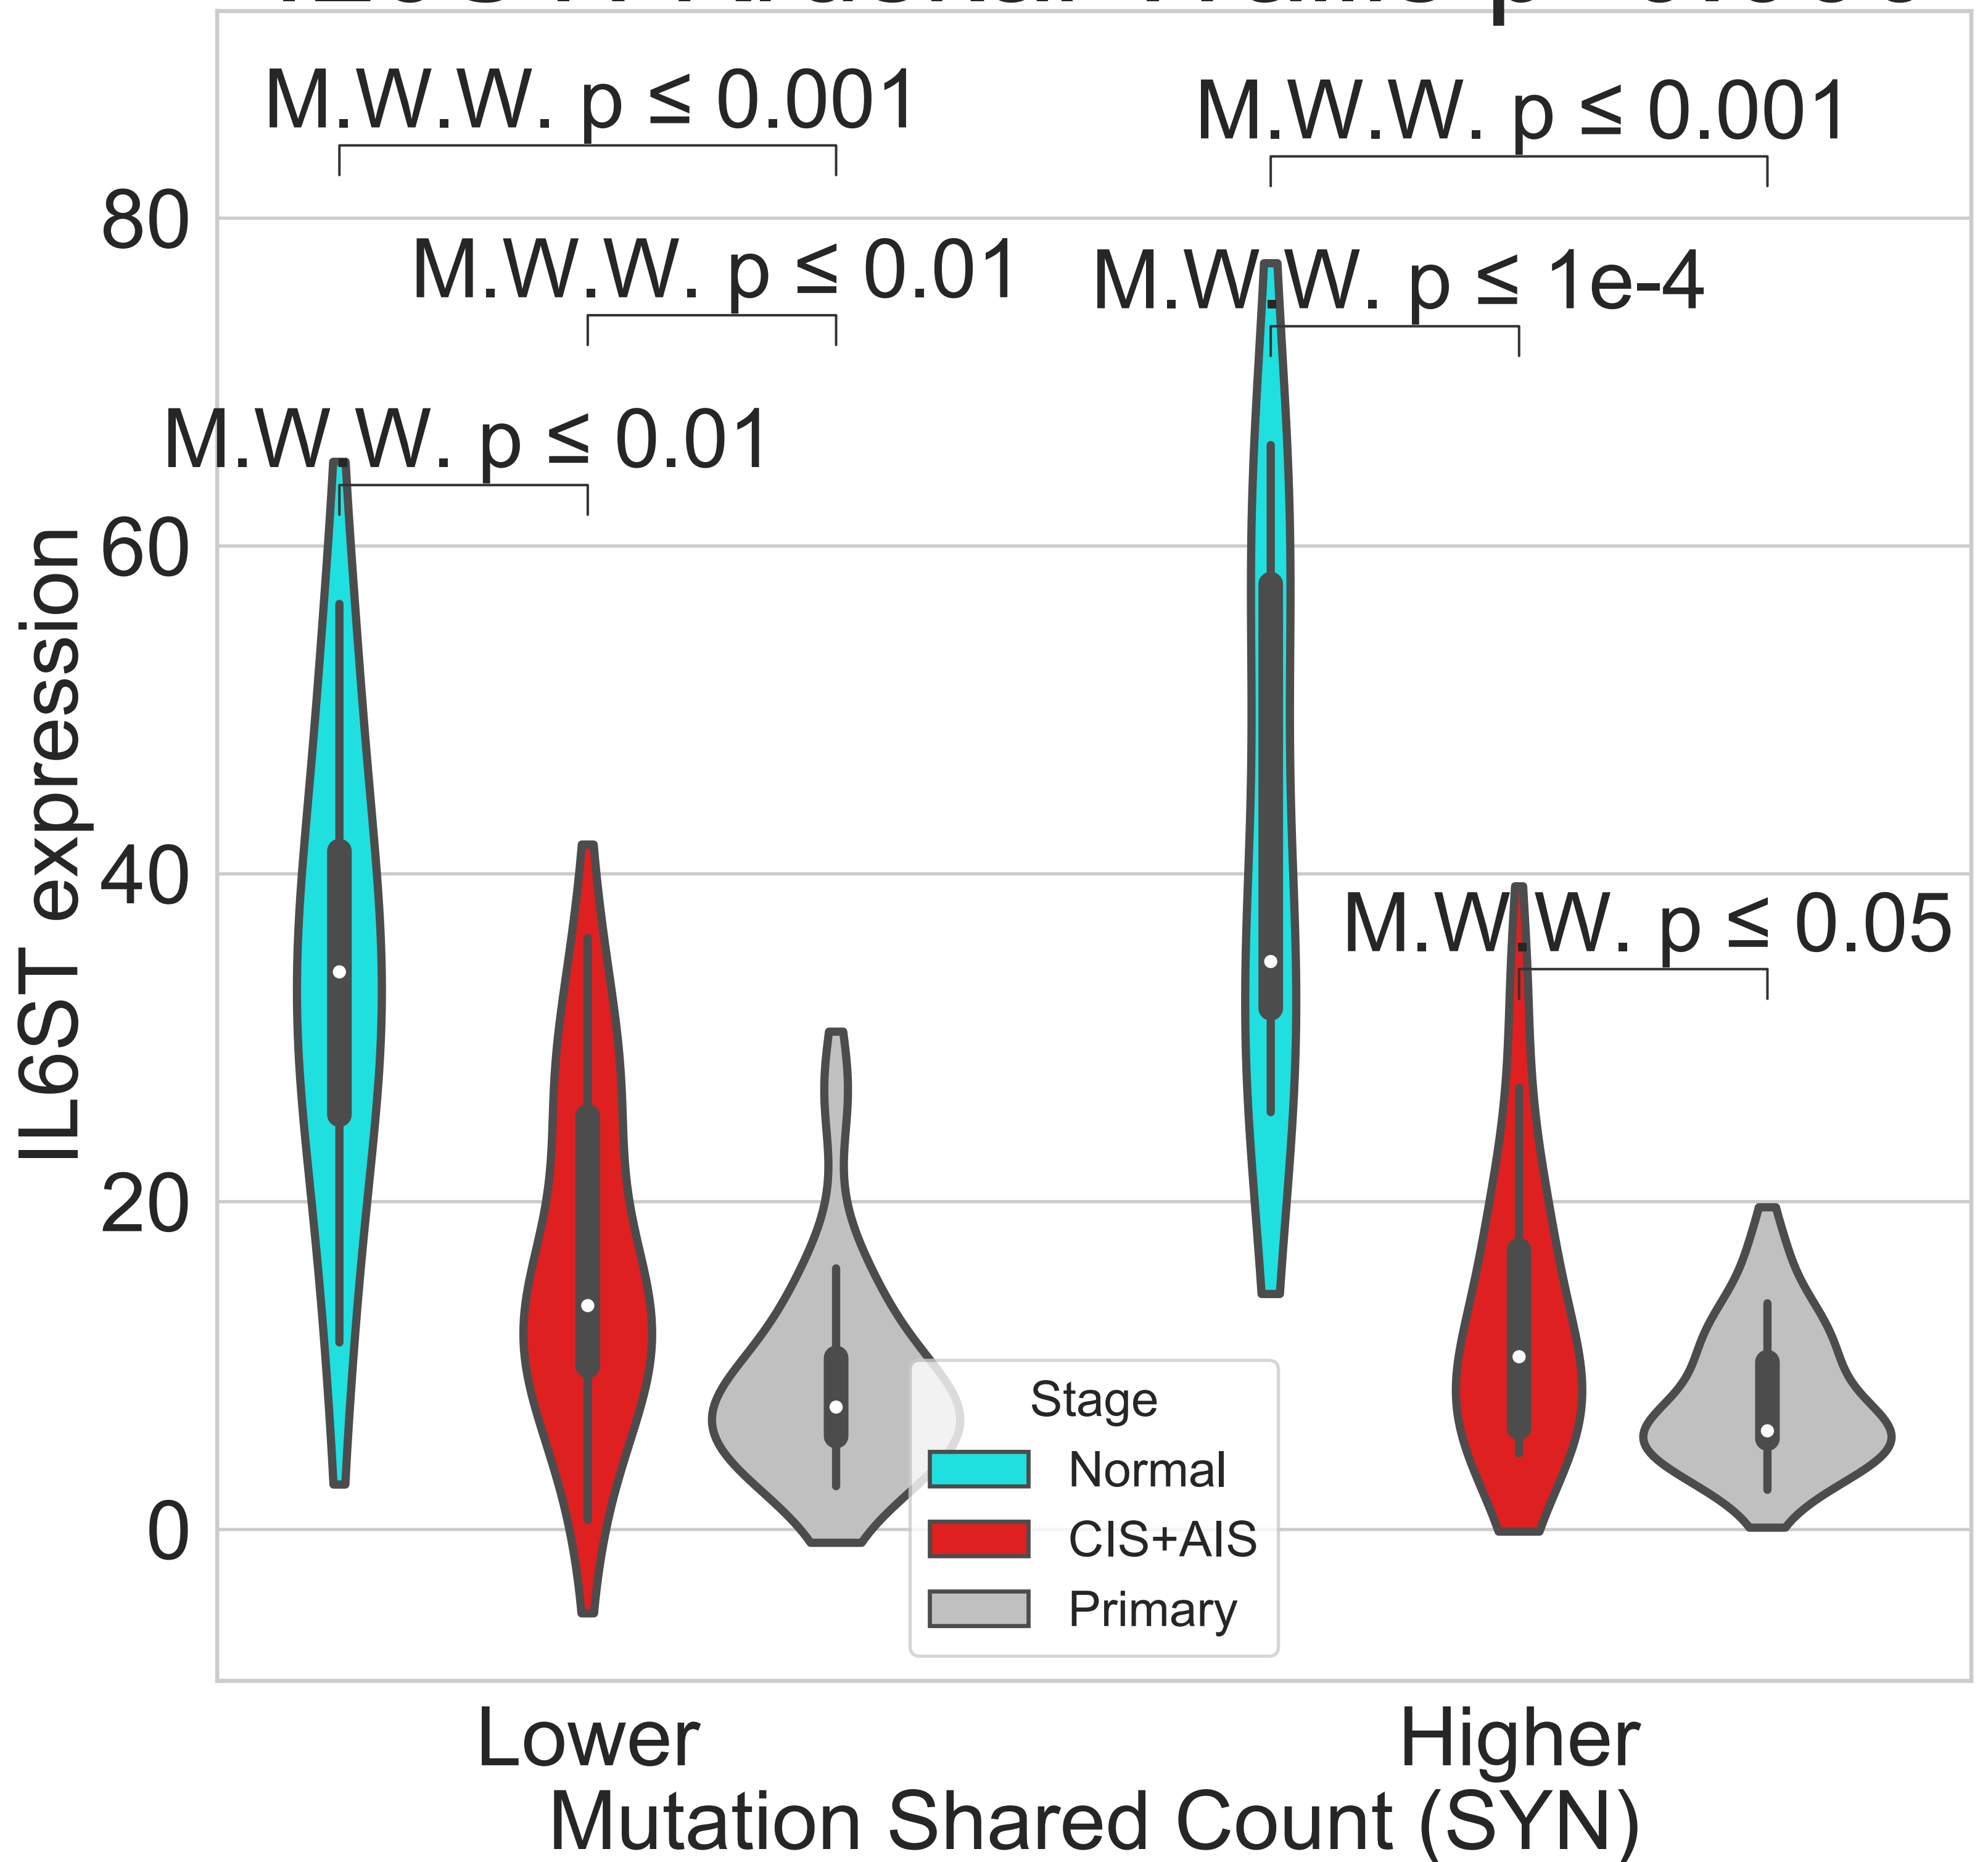 M.W.W. p ≤ 0.001
M.W.W. p ≤ 0.001
80
M.W.W. p ≤ 0.01
M.W.W. p ≤ 1e-4
M.W.W. p ≤ 0.01
60
IL6ST expression
40
M.W.W. p ≤ 0.05
20
0
Stage
Normal
CIS+AIS
Primary
Lower
Higher
Mutation Shared Count (SYN)